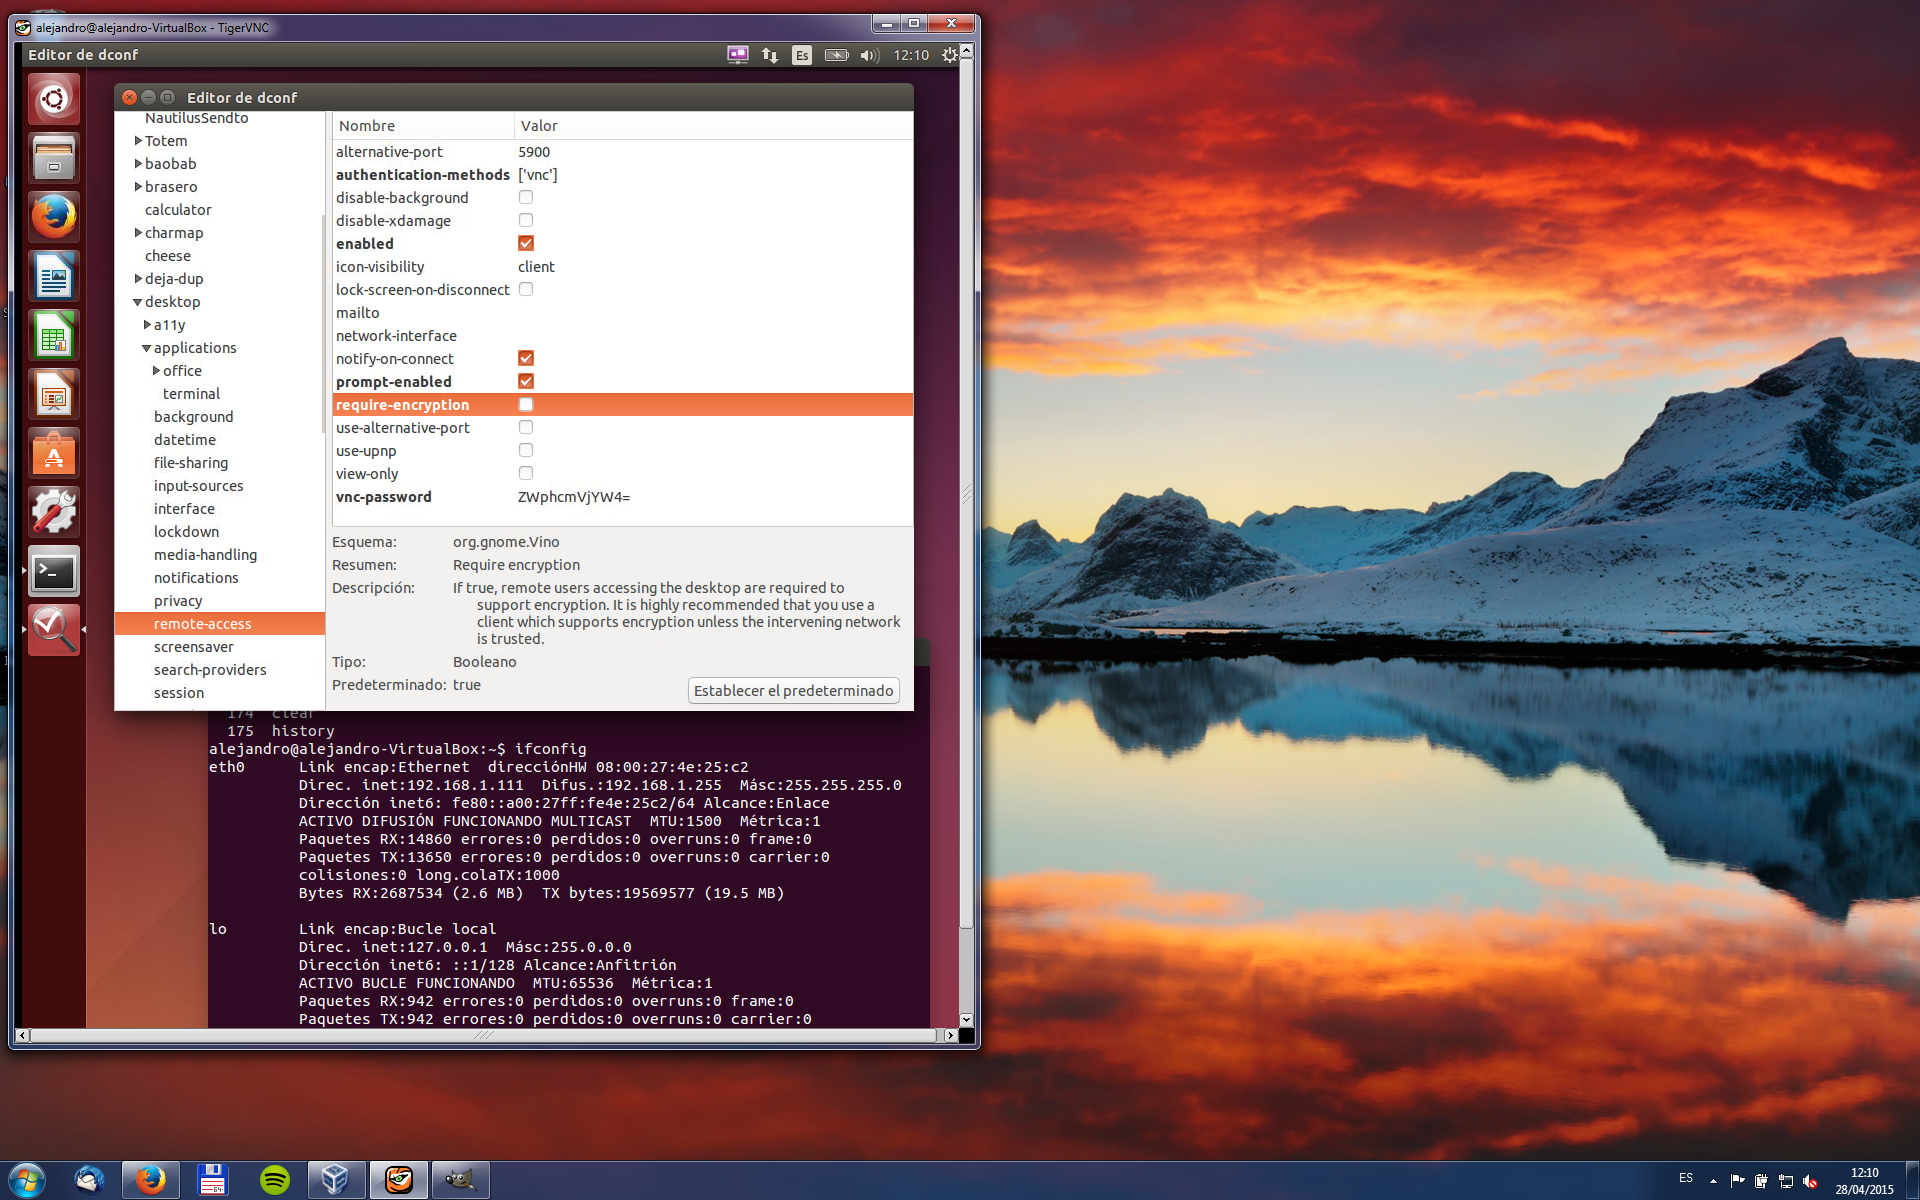 alejandro@alejandro-VirtualBox - TigerVNC
Editor de dconf
Es
12:10
Editor de dconf
NautilusSendto
Totem
baobab
brasero
calculator
charmap
cheese
deja-dup
desktop
a11y
applications
office
terminal
background
datetime
file-sharing
input-sources
interface
lockdown
media-handling
notifications
privacy
remote-access
screensaver
search-providers
session
Nombre Valor
alternative-port 5900
authentication-methods ['vnc']
disable-background
disable-xdamage
enabled
icon-visibility client
lock-screen-on-disconnect
mailto
network-interface
notify-on-connect
prompt-enabled
require-encryption
use-alternative-port
use-upnp
view-only
vnc-password ZWphcmVjYW4=
Esquema: org.gnome.Vino
Resumen: Require encryption
Descripción: If true, remote users accessing the desktop are required to
support encryption. It is highly recommended that you use a
client which supports encryption unless the intervening network
is trusted.
Tipo: Booleano
Predeterminado: true
Establecer el predeterminado
174 clear
175 history
alejandro@alejandro-VirtualBox:~$ ifconfig
eth0 Link encap:Ethernet direcciónHW 08:00:27:4e:25:c2
Direc. inet:192.168.1.111 Difus.:192.168.1.255 Másc:255.255.255.0
Dirección inet6: fe80::a00:27ff:fe4e:25c2/64 Alcance:Enlace
ACTIVO DIFUSIÓN FUNCIONANDO MULTICAST MTU:1500 Métrica:1
Paquetes RX:14860 errores:0 perdidos:0 overruns:0 frame:0
Paquetes TX:13650 errores:0 perdidos:0 overruns:0 carrier:0
colisiones:0 long.colaTX:1000
Bytes RX:2687534 (2.6 MB) TX bytes:19569577 (19.5 MB)
lo Link encap:Bucle local
Direc. inet:127.0.0.1 Másc:255.0.0.0
Dirección inet6: ::1/128 Alcance:Anfitrión
ACTIVO BUCLE FUNCIONANDO MTU:65536 Métrica:1
Paquetes RX:942 errores:0 perdidos:0 overruns:0 frame:0
Paquetes TX:942 errores:0 perdidos:0 overruns:0 carrier:0
64
ES
12:10
28/04/2015